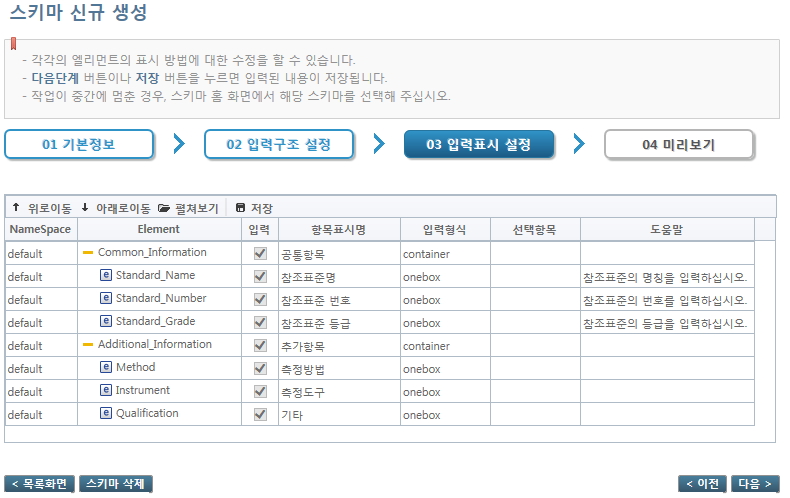 스키마 신규 생성
- 각각의 엘리먼트의 표시 방법에 대한 수정을 할 수 있습니다.
- 다음단계 버튼이나 저장 버튼을 누르면 입력된 내용이 저장됩니다.
- 작업이 중간에 멈춘 경우, 스키마 홈 화면에서 해당 스키마를 선택해 주십시오.
01 기본정보 02 입력구조 설정 03 입력표시 설정 04 미리보기
위로이동 아래로이동 펼쳐보기 저장
NameSpace Element 입력 항목표시명 입력형식 선택항목 도움말
default Common_Information 공통항목 container
default Standard_Name 참조표준명 onebox 참조표준의 명칭을 입력하십시오.
default Standard_Number 참조표준 번호 onebox 참조표준의 번호를 입력하십시오.
default Standard_Grade 참조표준 등급 onebox 참조표준의 등급을 입력하십시오.
default Additional_Information 추가항목 container
default Method 측정방법 onebox
default Instrument 측정도구 onebox
default Qualification 기타 onebox
< 목록화면 스키마 삭제 < 이전 다음 >